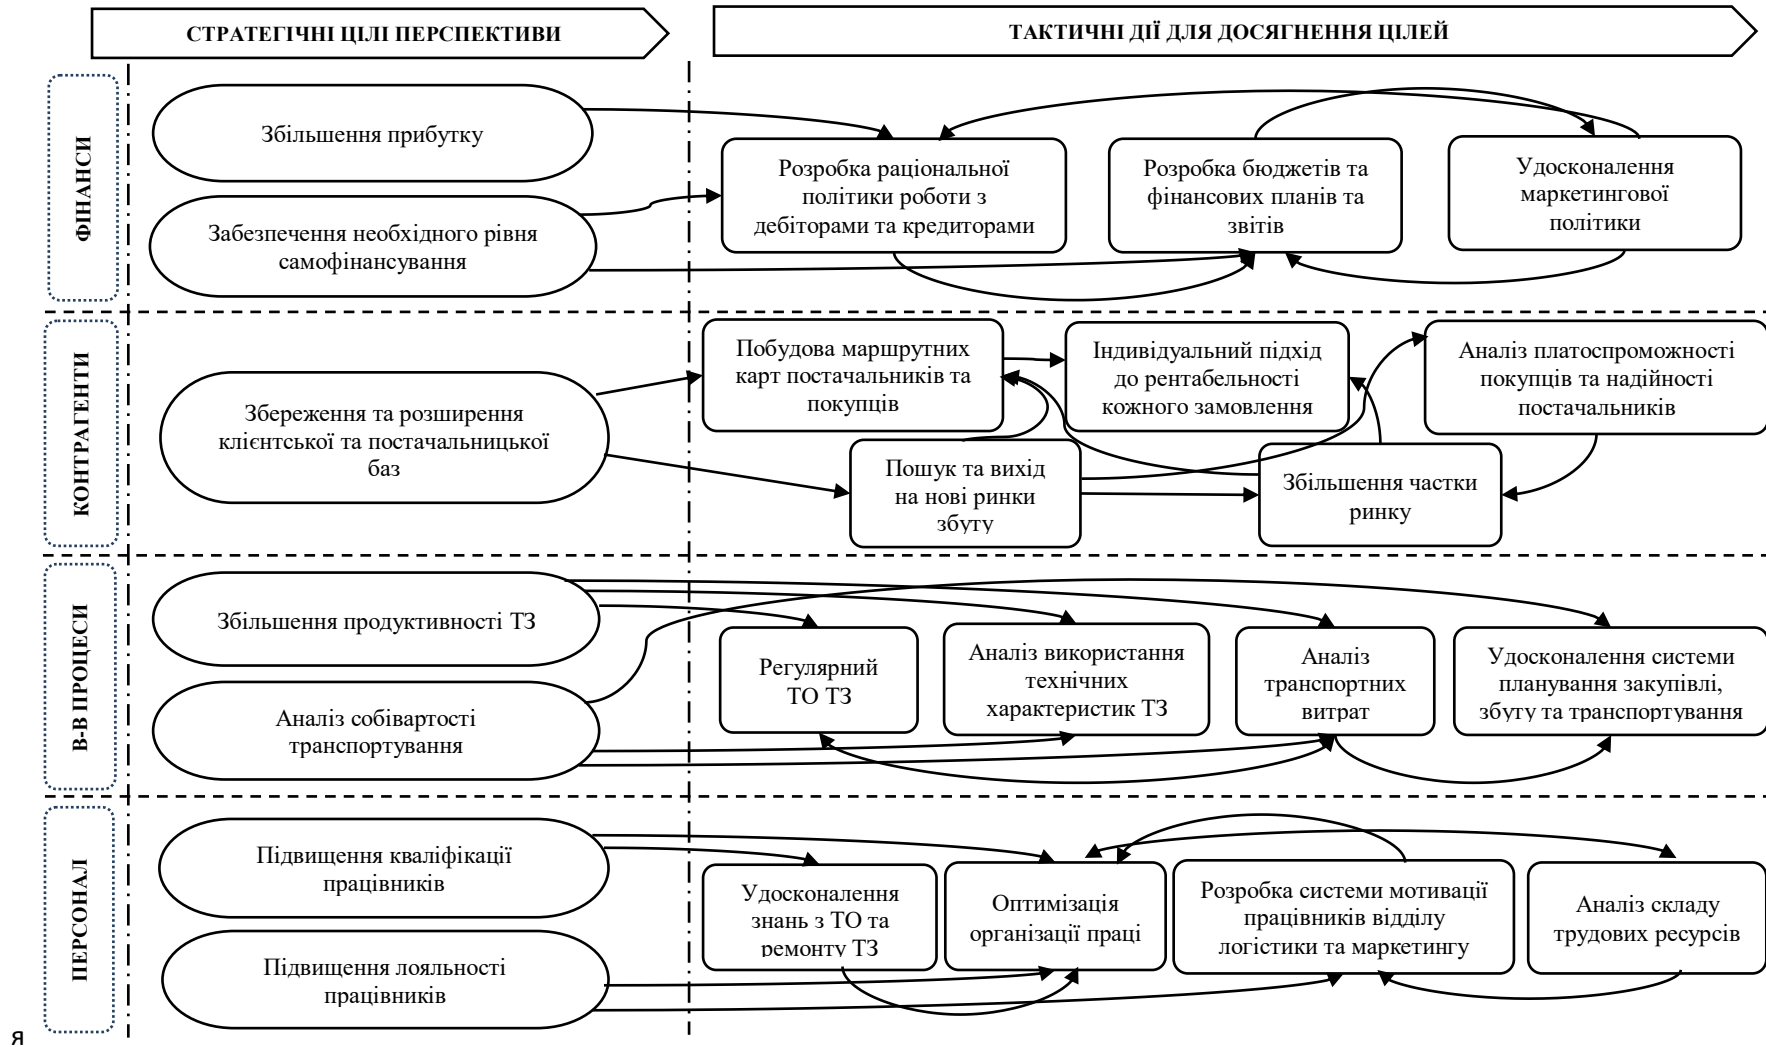 СТРАТЕГІЧНІ ЦІЛІ ПЕРСПЕКТИВИ
ТАКТИЧНІ ДІЇ ДЛЯ ДОСЯГНЕННЯ ЦІЛЕЙ
ФІНАНСИ
Збільшення прибутку
Забезпечення необхідного рівня
самофінансування
Розробка раціональної
політики роботи з
дебіторами та кредиторами
Розробка бюджетів та
фінансових планів та
звітів
Удосконалення
маркетингової
політики
КОНТРАГЕНТИ
Збереження та розширення
клієнтської та постачальницької
баз
Побудова маршрутних
карт постачальників та
покупців
Індивідуальний підхід
до рентабельності
кожного замовлення
Аналіз платоспроможності
покупців та надійності
постачальників
Пошук та вихід
на нові ринки
збуту
Збільшення частки
ринку
В-В ПРОЦЕСИ
Збільшення продуктивності ТЗ
Аналіз собівартості
транспортування
Регулярний
ТО ТЗ
Аналіз використання
технічних
характеристик ТЗ
Аналіз
транспортних
витрат
Удосконалення системи
планування закупівлі,
збуту та транспортування
ПЕРСОНАЛ
Підвищення кваліфікації
працівників
Підвищення лояльності
працівників
Удосконалення
знань з ТО та
ремонту ТЗ
Оптимізація
організації праці
Розробка системи мотивації
працівників відділу
логістики та маркетингу
Аналіз складу
трудових ресурсів
я